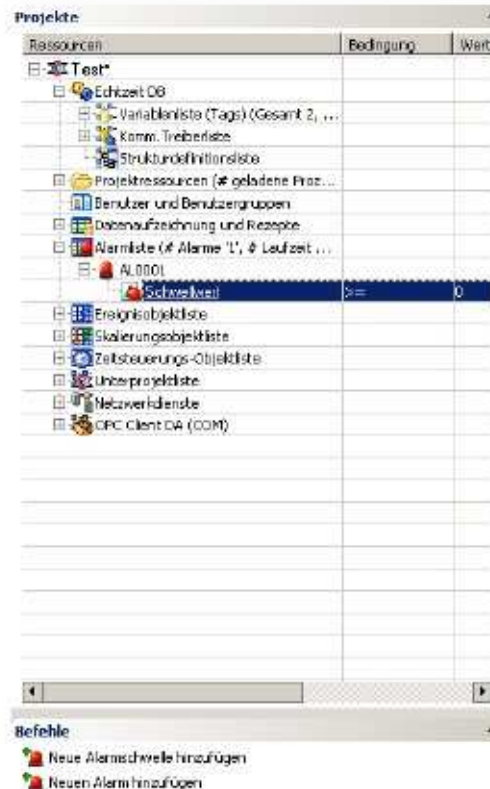 Projekte
Ressourcen Bedingung Wert
Test*
Echtzeit DB
Variablenliste (Tags) (Gesamt 2, ...
Komm. Treiberliste
Strukturdefinitionsliste
Projektressourcen (# geladene Proz...
Benutzer und Benutzergruppen
Datenaufzeichnung und Rezepte
Alarmliste (# Alarme '1', # Laufzeit ...
AL0001
Schwellwert >= 0
Ereignisobjektliste
Skalierungsobjektliste
Zeitsteuerungs-Objektliste
Unterprojektliste
Netzwerkdienste
OPC Client DA (COM)
Befehle
Neue Alarmschwelle hinzufügen
Neuen Alarm hinzufügen